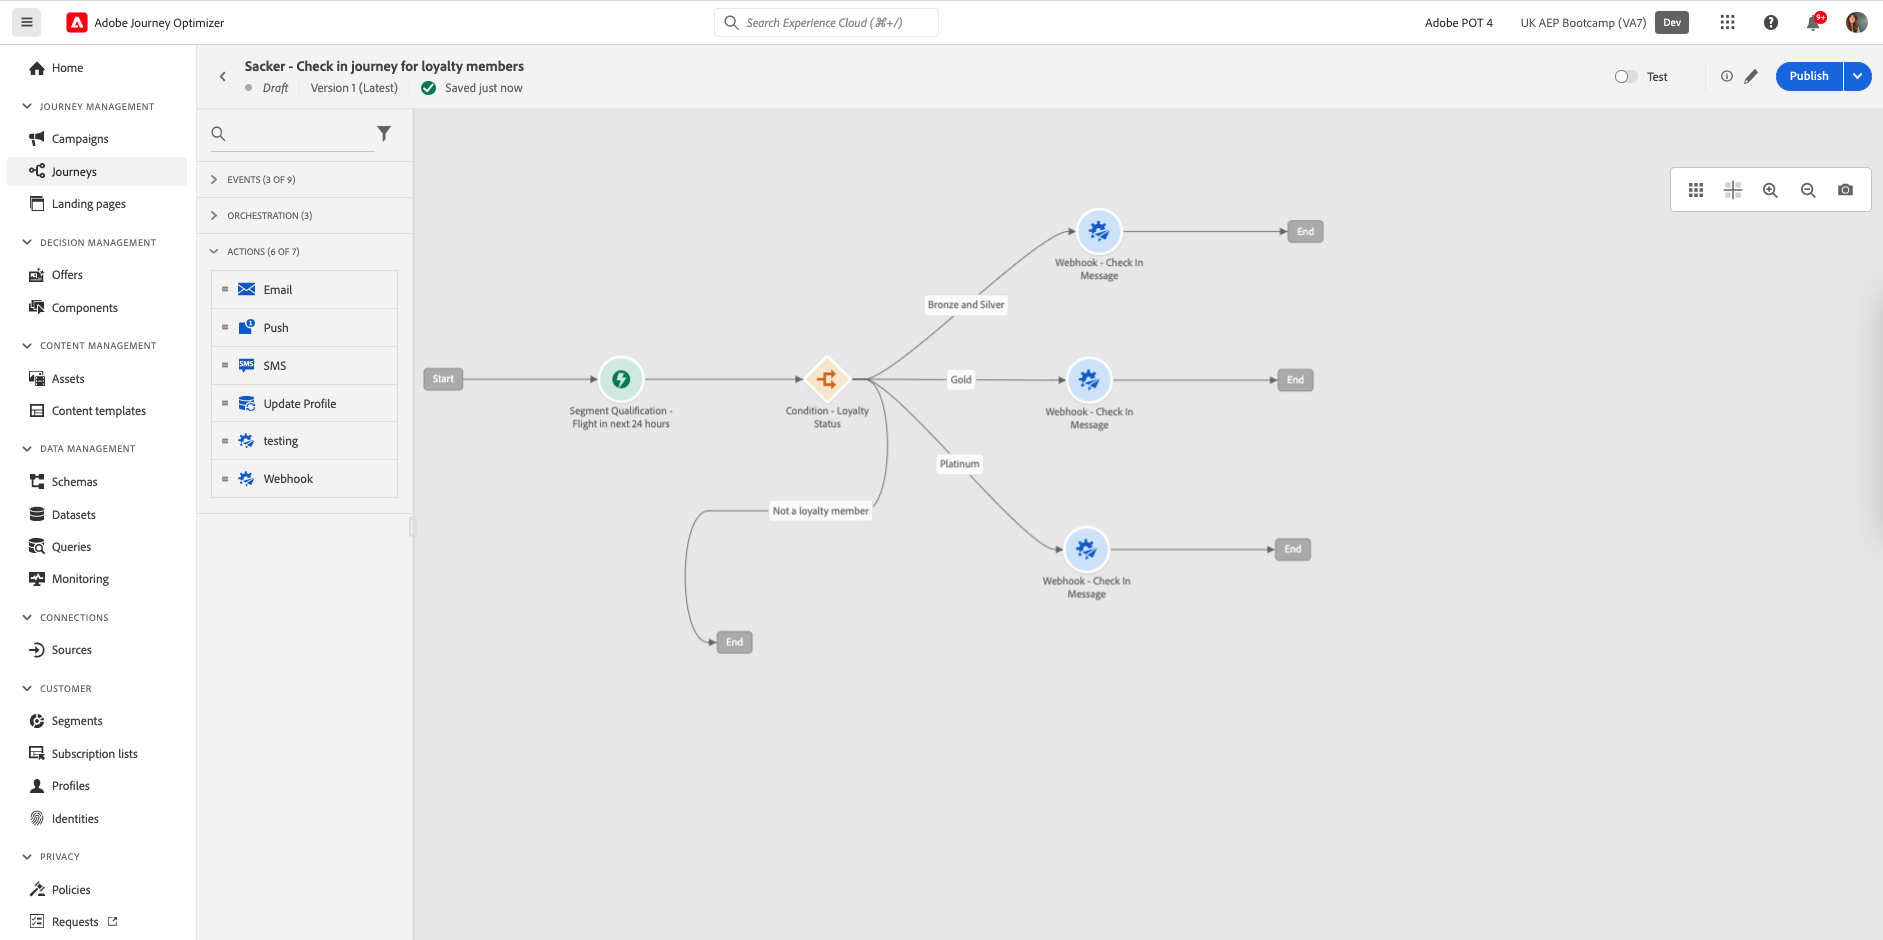 Adobe Journey Optimizer
Search Experience Cloud (⌘+/)
Adobe POT 4
UK AEP Bootcamp (VA7)
Dev
9+
Home
JOURNEY MANAGEMENT
Campaigns
Journeys
Landing pages
DECISION MANAGEMENT
Offers
Components
CONTENT MANAGEMENT
Assets
Content templates
DATA MANAGEMENT
Schemas
Datasets
Queries
Monitoring
CONNECTIONS
Sources
CUSTOMER
Segments
Subscription lists
Profiles
Identities
PRIVACY
Policies
Requests
Sacker - Check in journey for loyalty members
Draft
Version 1 (Latest)
Saved just now
Test
Publish
EVENTS (3 OF 9)
ORCHESTRATION (3)
ACTIONS (6 OF 7)
Email
Push
SMS
SMS
Update Profile
testing
Webhook
Start
Segment Qualification -
Flight in next 24 hours
Condition - Loyalty
Status
Bronze and Silver
Webhook - Check In
Message
End
Gold
Webhook - Check In
Message
End
Platinum
Webhook - Check In
Message
End
Not a loyalty member
End